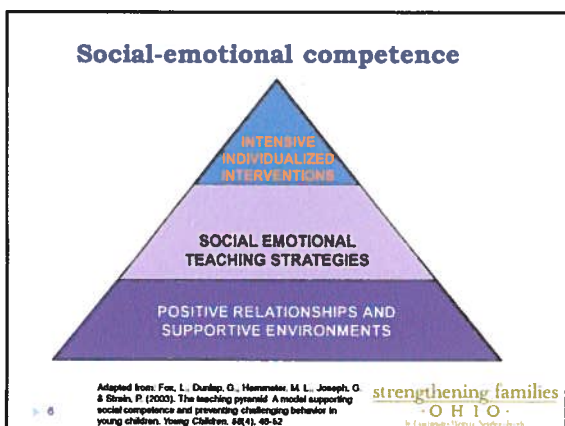 Social-emotional competence
INTENSIVE
INDIVIDUALIZED
INTERVENTIONS
SOCIAL EMOTIONAL
TEACHING STRATEGIES
POSITIVE RELATIONSHIPS AND
SUPPORTIVE ENVIRONMENTS
6
Adapted from: Fox, L., Dunlap, G., Hemmeter, M. L., Joseph, G.
& Strain, P. (2003). The teaching pyramid A model supporting
social competence and preventing challenging behavior in
young children. Young Children, 58(4), 48-52
strengthening families
·OHIO·